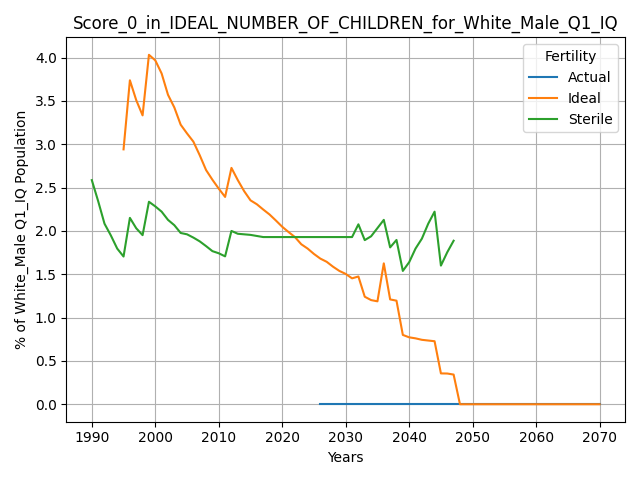 Score_0_in_IDEAL_NUMBER_OF_CHILDREN_for_White_Male_Q1_IQ
Fertility
Actual
Ideal
Sterile
% of White_Male Q1_IQ Population
4.0
3.5
3.0
2.5
2.0
1.5
1.0
0.5
0.0
1990 2000 2010 2020 2030 2040 2050 2060 2070
Years